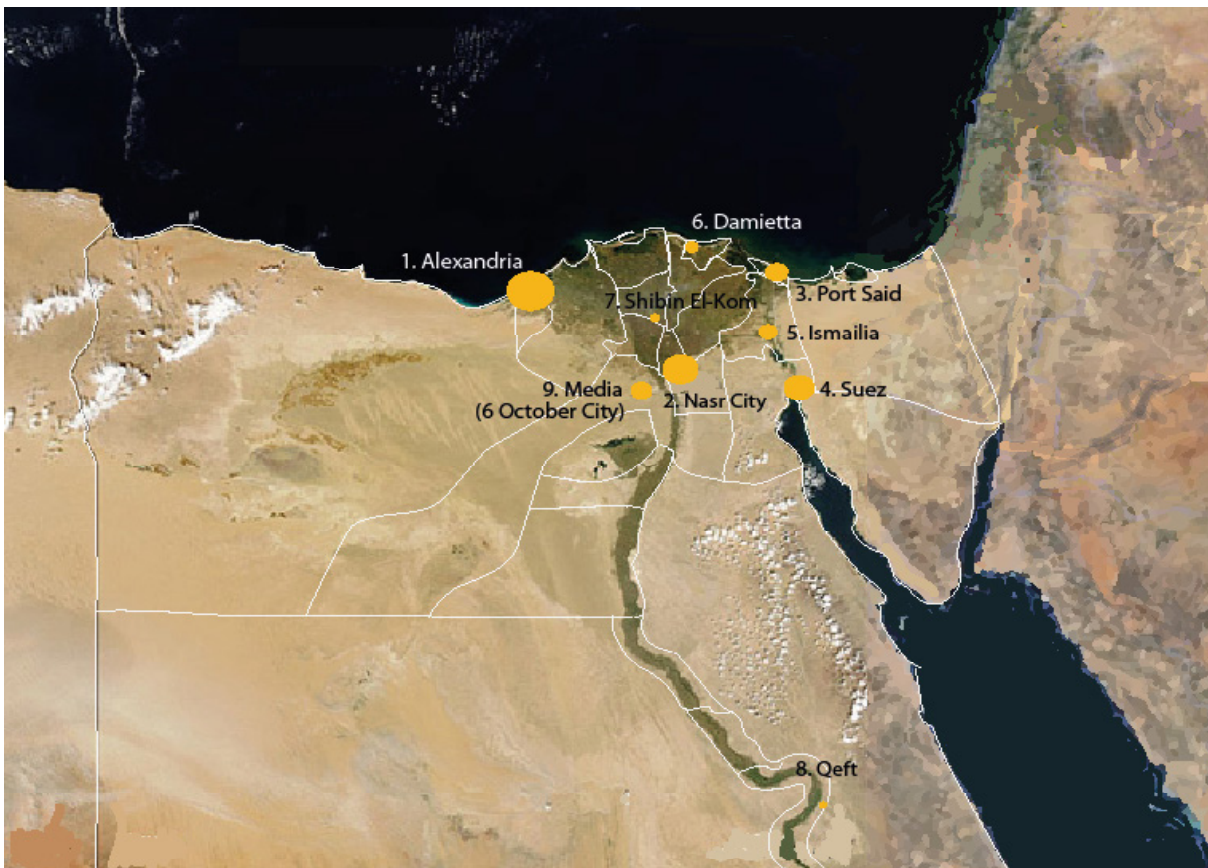 6. Damietta
1. Alexandria
3. Port Said
7. Shibin El-Kom
5. Ismailia
9. Media
(6 October City)
2. Nasr City
4. Suez
8. Qeft